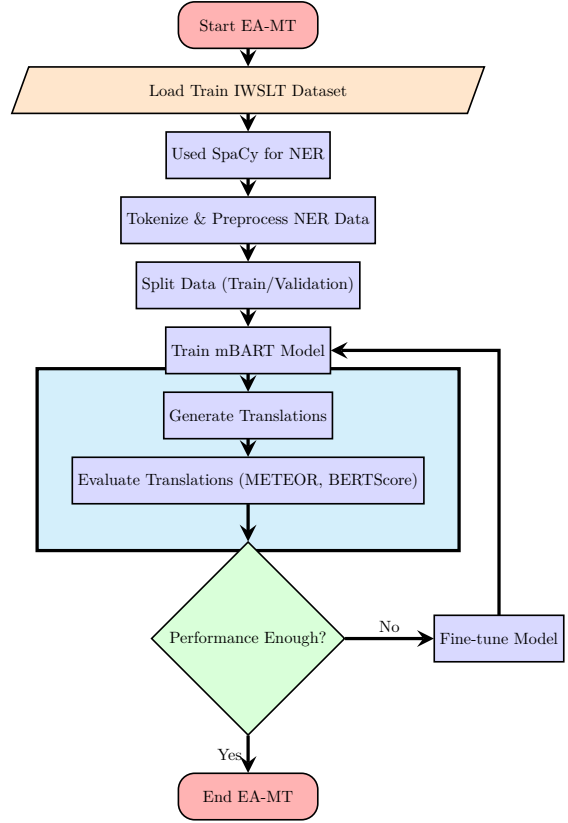 Start EA-MT
Load Train IWSLT Dataset
Used SpaCy for NER
Tokenize & Preprocess NER Data
Split Data (Train/Validation)
Train mBART Model
Generate Translations
Evaluate Translations (METEOR, BERTScore)
Performance Enough?
No
Fine-tune Model
Yes
End EA-MT